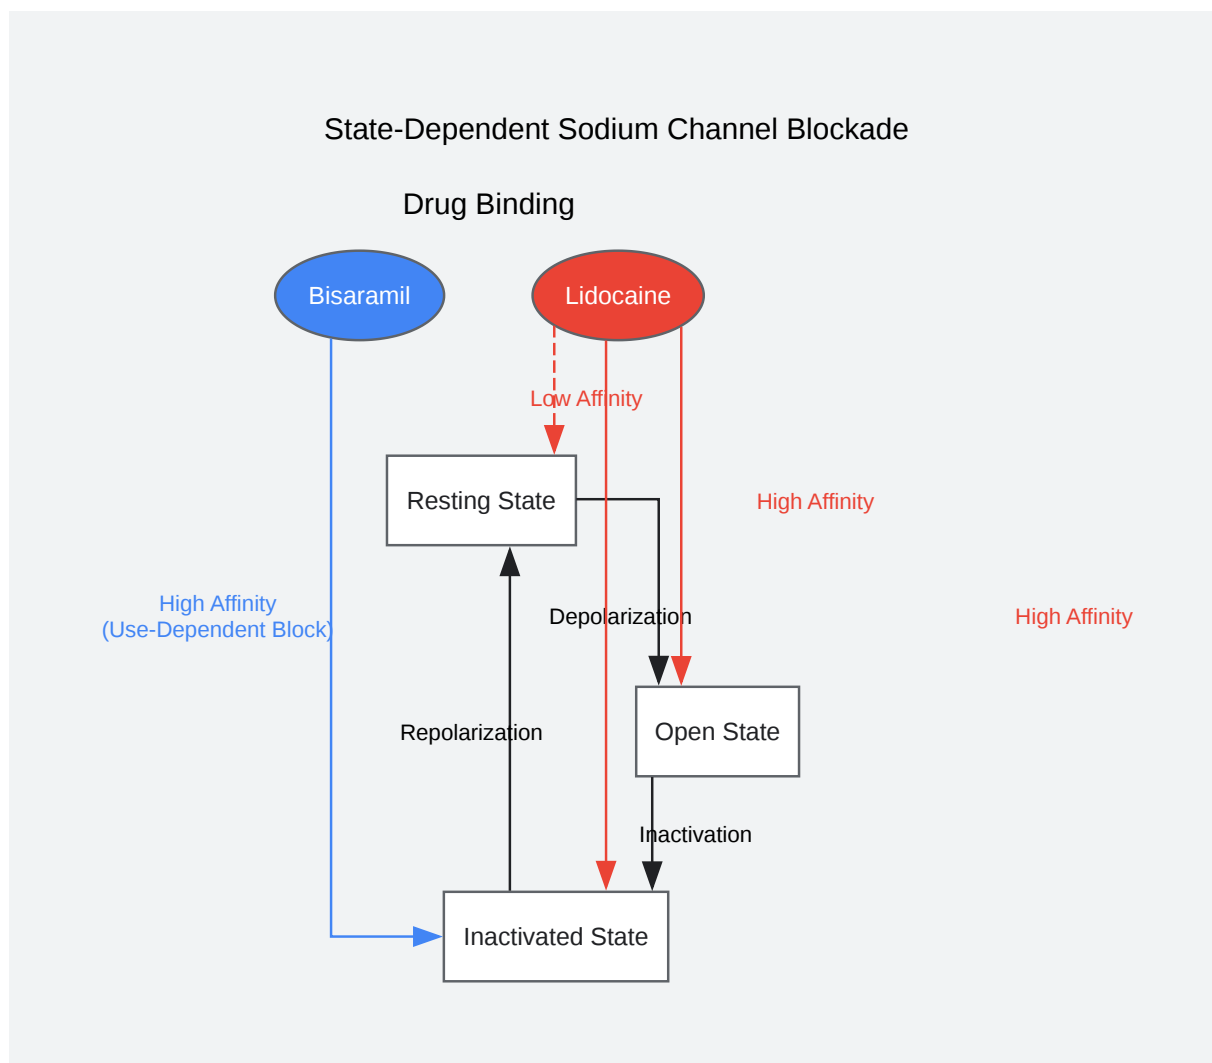 State-Dependent Sodium Channel Blockade
Drug Binding
Bisaramil
Lidocaine
Low Affinity
Resting State
High Affinity
High Affinity
(Use-Dependent Block)
Depolarization
High Affinity
Repolarization
Open State
Inactivation
Inactivated State